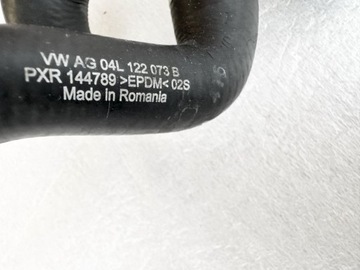 VW AG 04L 122 073 B
PXR 144789 >EPDM< 02S
Made in Romania